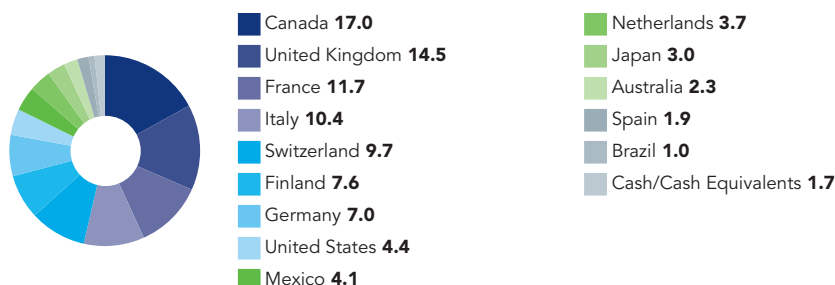 Canada 17.0
United Kingdom 14.5
France 11.7
Italy 10.4
Switzerland 9.7
Finland 7.6
Germany 7.0
United States 4.4
Mexico 4.1
Netherlands 3.7
Japan 3.0
Australia 2.3
Spain 1.9
Brazil 1.0
Cash/Cash Equivalents 1.7